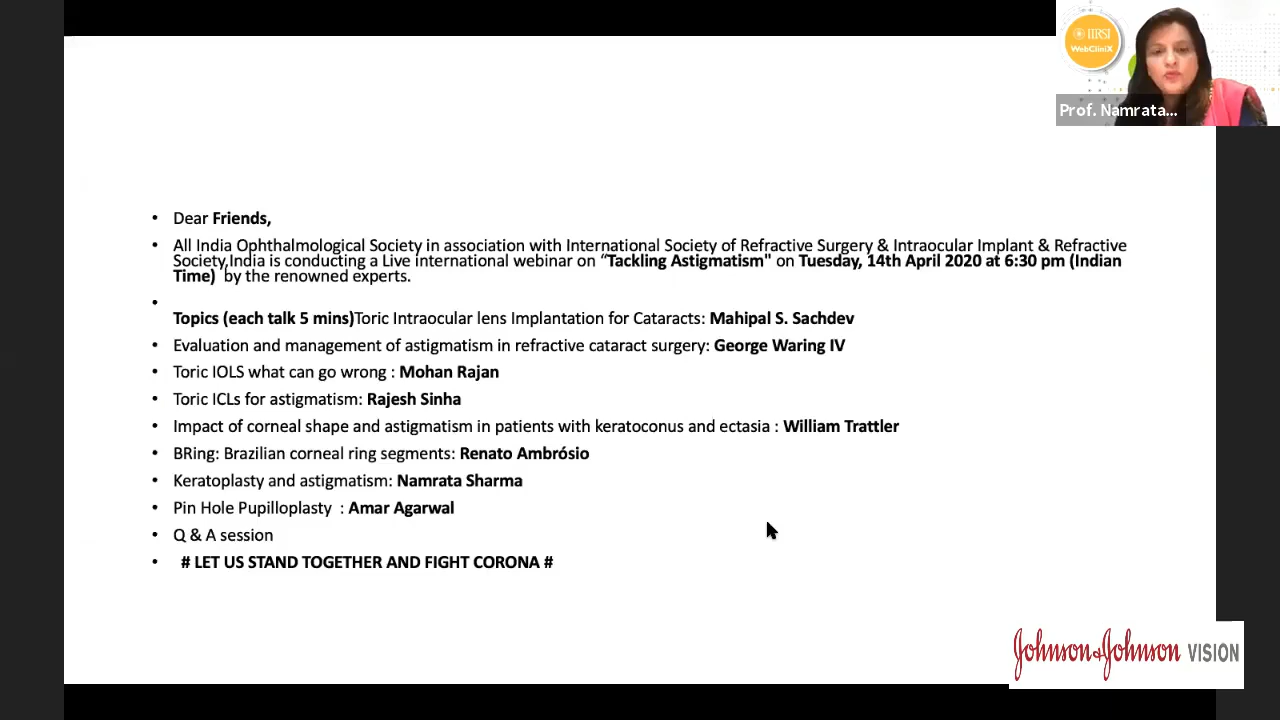 IIRSI
WebCliniX
Prof. Namrata...
• Dear Friends,
• All India Ophthalmological Society in association with International Society of Refractive Surgery & Intraocular Implant & Refractive
Society,India is conducting a Live international webinar on “Tackling Astigmatism" on Tuesday, 14th April 2020 at 6:30 pm (Indian
Time) by the renowned experts.
•
Topics (each talk 5 mins)Toric Intraocular lens Implantation for Cataracts: Mahipal S. Sachdev
• Evaluation and management of astigmatism in refractive cataract surgery: George Waring IV
• Toric IOLS what can go wrong : Mohan Rajan
• Toric ICLs for astigmatism: Rajesh Sinha
• Impact of corneal shape and astigmatism in patients with keratoconus and ectasia : William Trattler
• BRing: Brazilian corneal ring segments: Renato Ambrósio
• Keratoplasty and astigmatism: Namrata Sharma
• Pin Hole Pupilloplasty : Amar Agarwal
• Q & A session
• # LET US STAND TOGETHER AND FIGHT CORONA #
Johnson & Johnson VISION